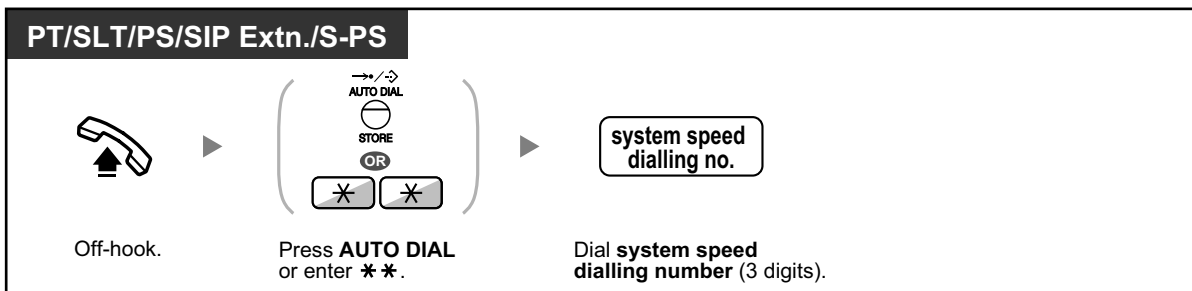 PT/SLT/PS/SIP Extn./S-PS
AUTO DIAL
STORE
OR
system speed
dialling no.
Off-hook.
Press AUTO DIAL
or enter ✱✱.
Dial system speed
dialling number (3 digits).